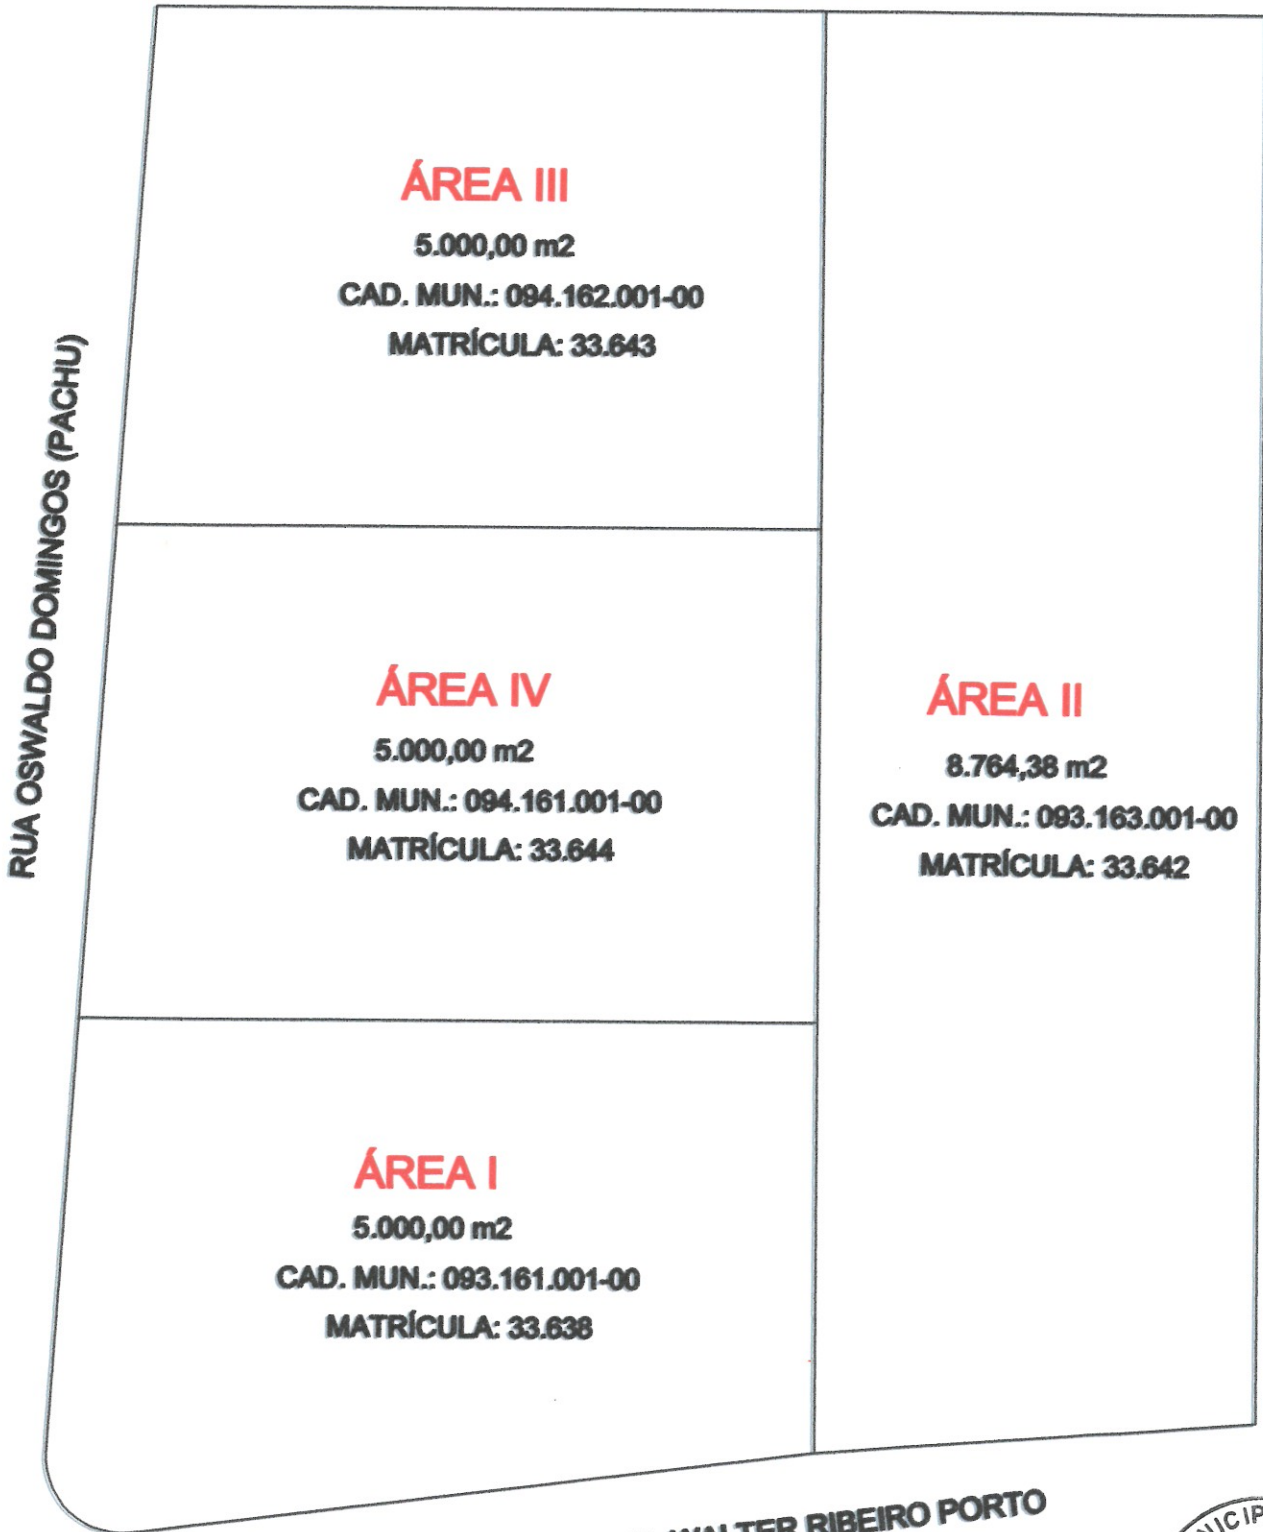 ÁREA III
5.000,00 m2
CAD. MUN.: 094.162.001-00
MATRÍCULA: 33.643
RUA OSWALDO DOMINGOS (PACHU)
ÁREA IV
5.000,00 m2
CAD. MUN.: 094.161.001-00
MATRÍCULA: 33.644
ÁREA II
8.764,38 m2
CAD. MUN.: 093.163.001-00
MATRÍCULA: 33.642
ÁREA I
5.000,00 m2
CAD. MUN.: 093.161.001-00
MATRÍCULA: 33.638
WALTER RIBEIRO PORTO